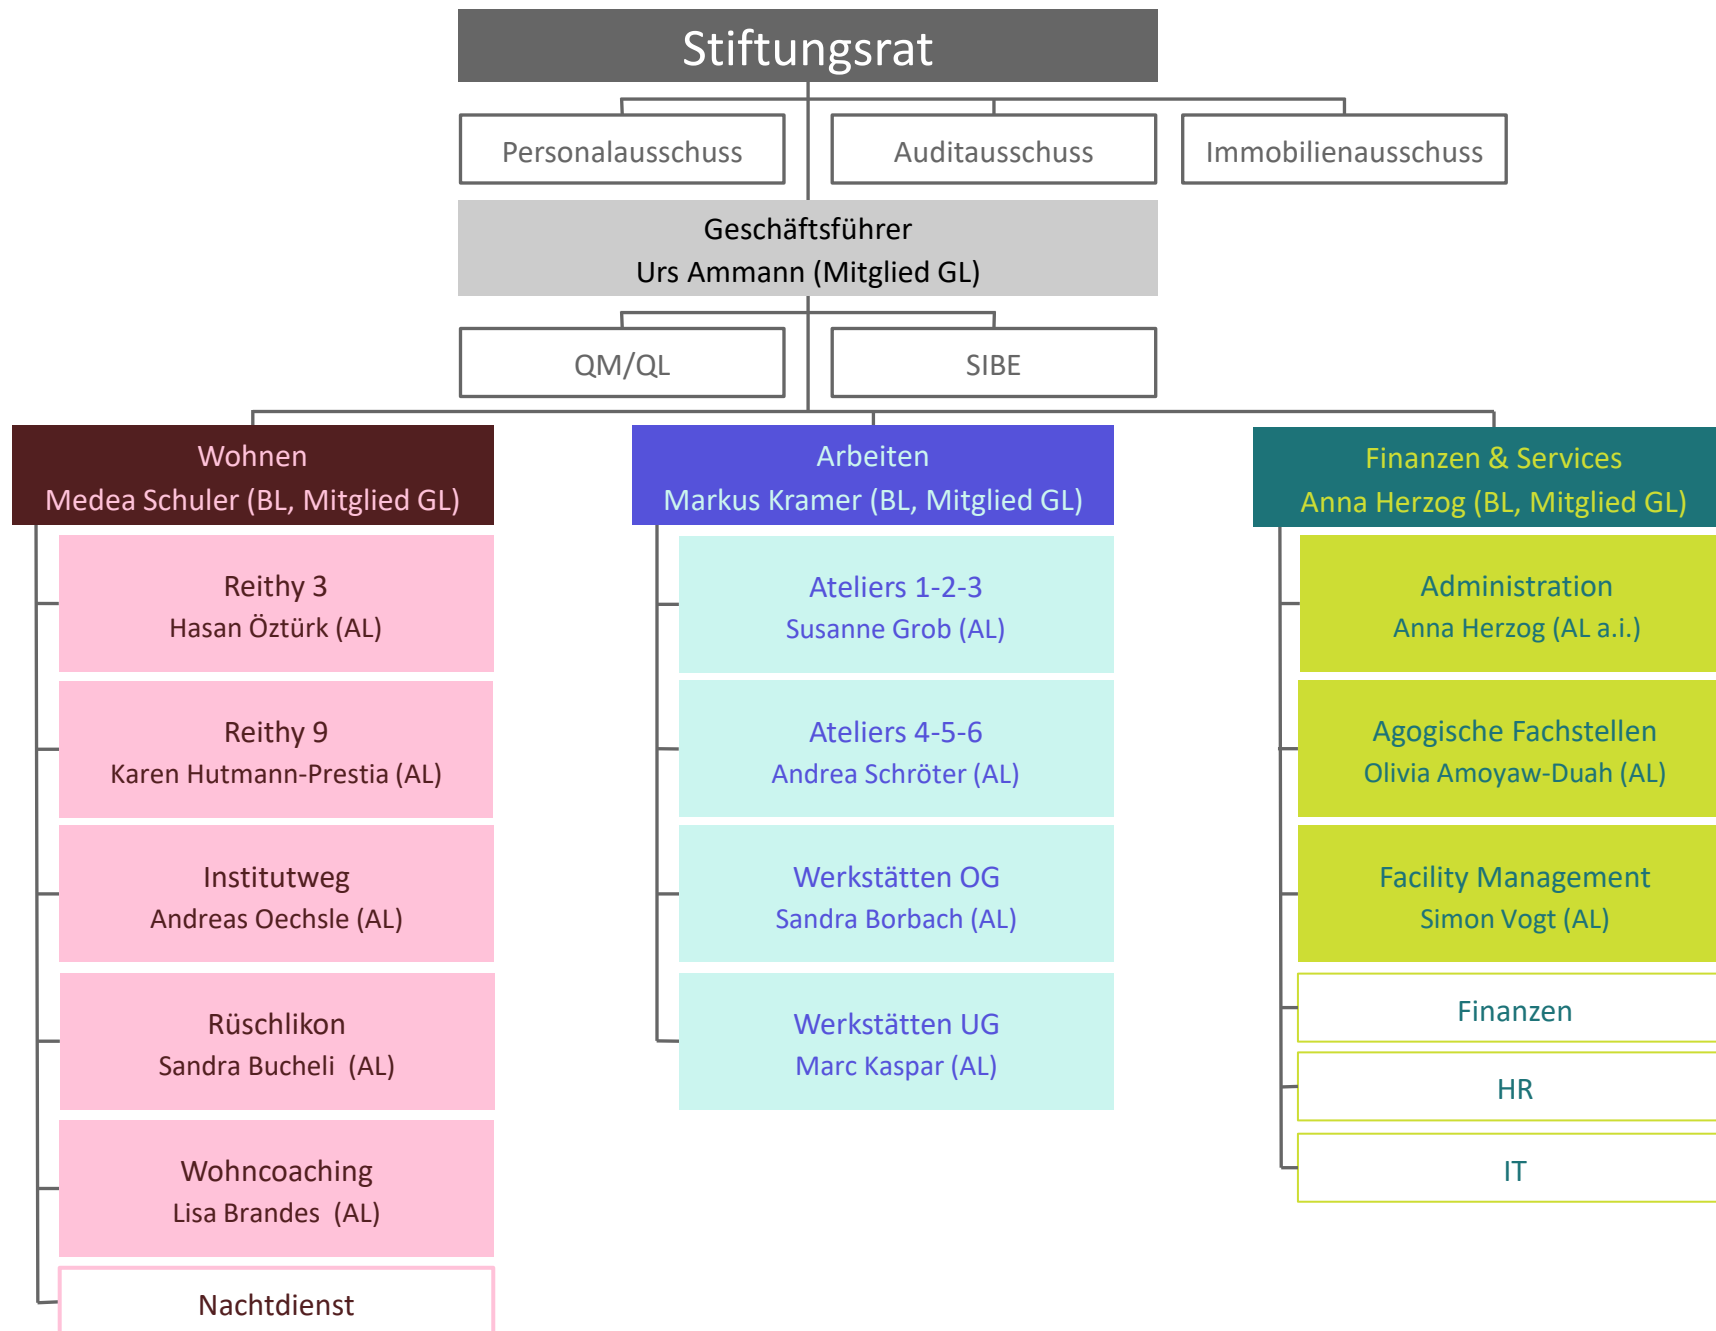 Stiftungsrat
Personalausschuss
Auditausschuss
Immobilienausschuss
Geschäftsführer
Urs Ammann (Mitglied GL)
QM/QL
SIBE
Wohnen
Medea Schuler (BL, Mitglied GL)
Reithy 3
Hasan Öztürk (AL)
Reithy 9
Karen Hutmann-Prestia (AL)
Institutweg
Andreas Oechsle (AL)
Rüschlikon
Sandra Bucheli  (AL)
Wohncoaching
Lisa Brandes  (AL)
Nachtdienst
Arbeiten
Markus Kramer (BL, Mitglied GL)
Ateliers 1-2-3
Susanne Grob (AL)
Ateliers 4-5-6
Andrea Schröter (AL)
Werkstätten OG
Sandra Borbach (AL)
Werkstätten UG
Marc Kaspar (AL)
Finanzen & Services
Anna Herzog (BL, Mitglied GL)
Administration
Anna Herzog (AL a.i.)
Agogische Fachstellen
Olivia Amoyaw-Duah (AL)
Facility Management
Simon Vogt (AL)
Finanzen
HR
IT